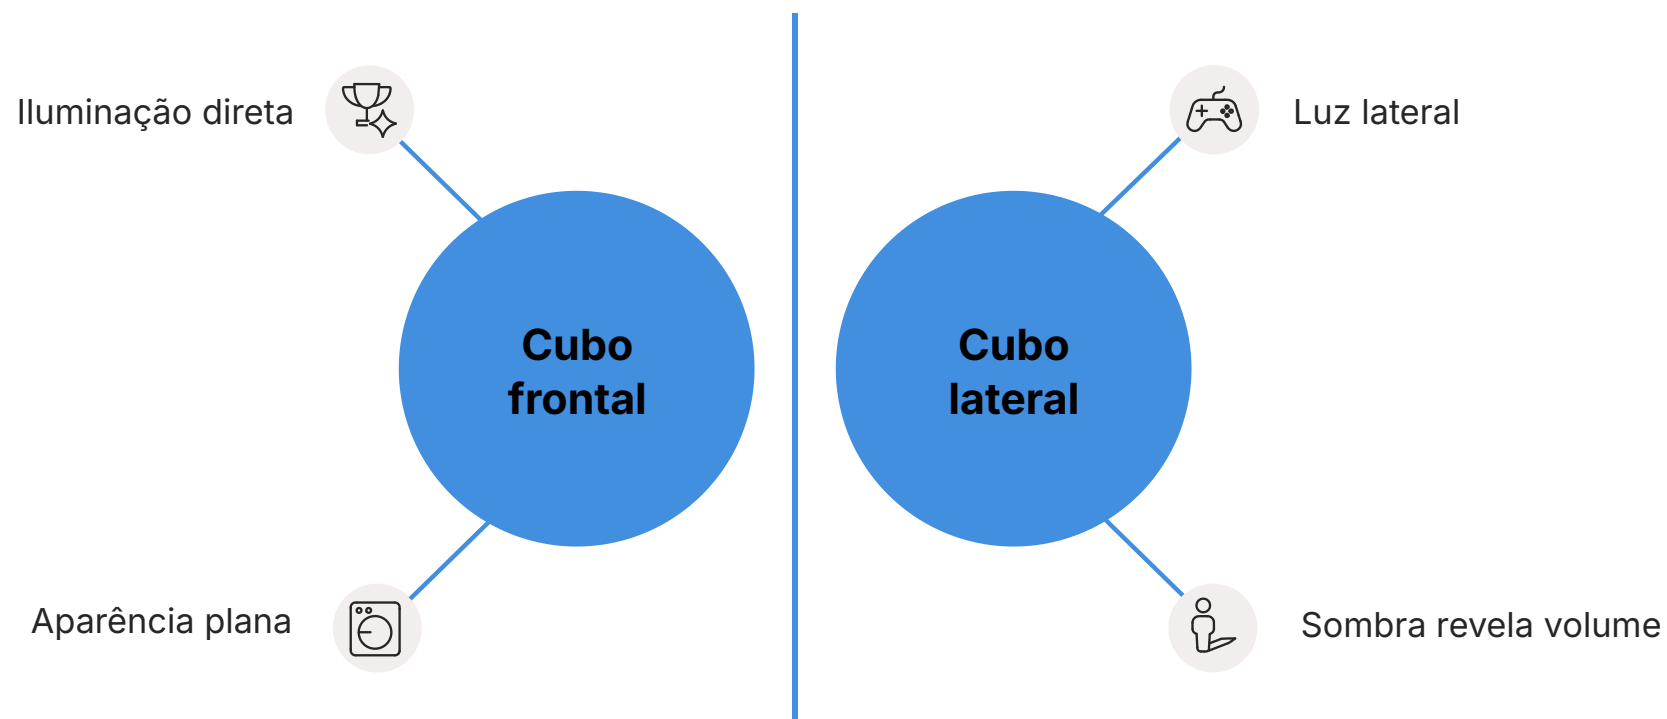 Iluminação direta
Cubo
frontal
Aparência plana
Luz lateral
Cubo
lateral
Sombra revela volume